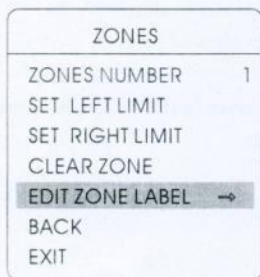 ZONES
ZONES NUMBER 1
SET LEFT LIMIT
SET RIGHT LIMIT
CLEAR ZONE
EDIT ZONE LABEL →
BACK
EXIT